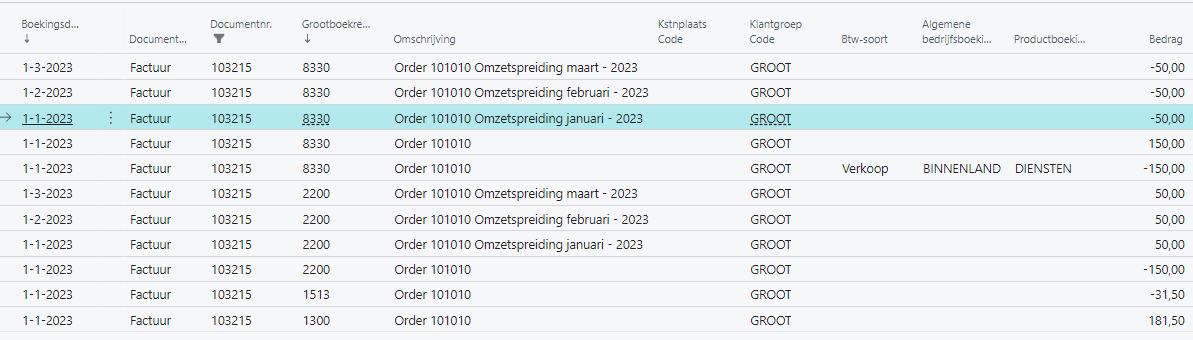 Boekingsd... Documentnr. Grootboekre... Kstnplaats Klantgroep Algemene
↓ Document... ↓ Omschrijving Code Code Btw-soort bedrijfsboeki... Productboeki... Bedrag
1-3-2023 Factuur 103215 8330 Order 101010 Omzetspreiding maart - 2023 GROOT -50,00
1-2-2023 Factuur 103215 8330 Order 101010 Omzetspreiding februari - 2023 GROOT -50,00
→ 1-1-2023 ⋮ Factuur 103215 8330 Order 101010 Omzetspreiding januari - 2023 GROOT -50,00
1-1-2023 Factuur 103215 8330 Order 101010 GROOT 150,00
1-1-2023 Factuur 103215 8330 Order 101010 GROOT Verkoop BINNENLAND DIENSTEN -150,00
1-3-2023 Factuur 103215 2200 Order 101010 Omzetspreiding maart - 2023 GROOT 50,00
1-2-2023 Factuur 103215 2200 Order 101010 Omzetspreiding februari - 2023 GROOT 50,00
1-1-2023 Factuur 103215 2200 Order 101010 Omzetspreiding januari - 2023 GROOT 50,00
1-1-2023 Factuur 103215 2200 Order 101010 GROOT -150,00
1-1-2023 Factuur 103215 1513 Order 101010 GROOT -31,50
1-1-2023 Factuur 103215 1300 Order 101010 GROOT 181,50